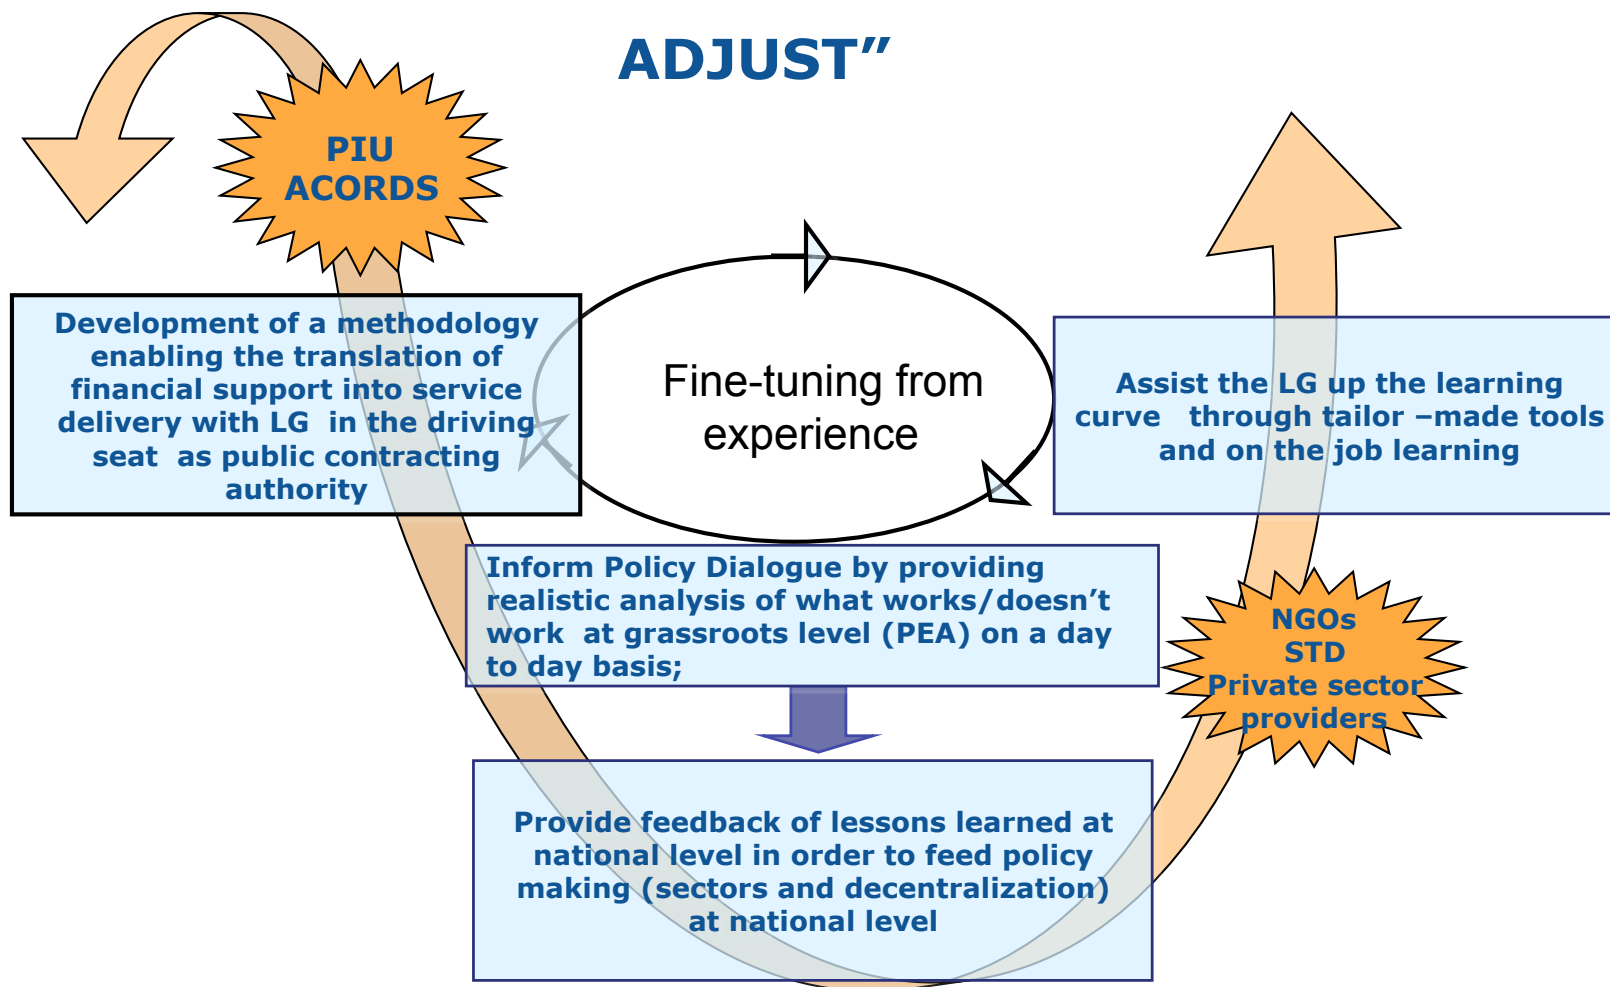 ADJUST”
PIU
ACORDS
Development of a methodology
enabling the translation of
financial support into service
delivery with LG in the driving
seat as public contracting
authority
Fine-tuning from
experience
Assist the LG up the learning
curve through tailor –made tools
and on the job learning
Inform Policy Dialogue by providing
realistic analysis of what works/doesn’t
work at grassroots level (PEA) on a day
to day basis;
NGOs
STD
Private sector
providers
Provide feedback of lessons learned at
national level in order to feed policy
making (sectors and decentralization)
at national level